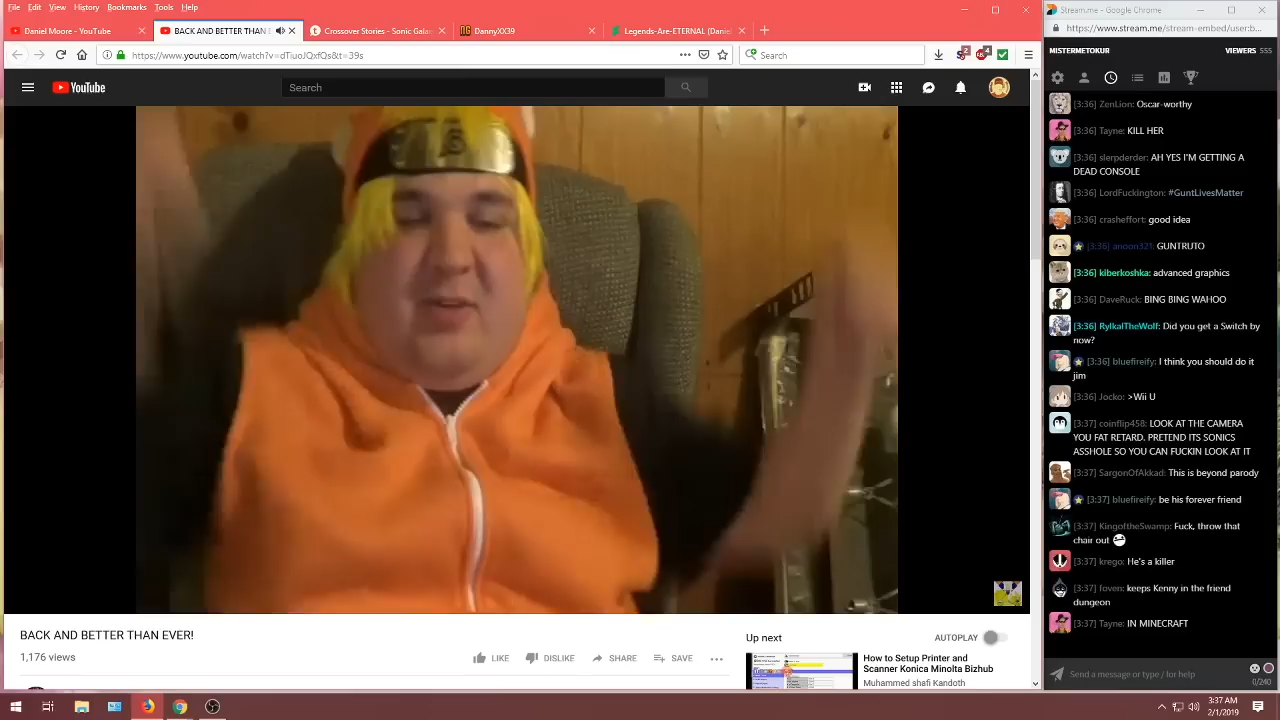 File Edit View History Bookmarks Tools Help
Daniel Moore - YouTube
BACK AND BETTER THAN E
Crossover Stories - Sonic Gala
DannyXX39
Legends-Are-ETERNAL (Daniel
https://www.youtube.com/watch?v=dTiuoJQxfQs&t=39s
Search
YouTube
Search
BACK AND BETTER THAN EVER!
1,176 views
LIKE DISLIKE SHARE SAVE
Up next
AUTOPLAY
How to Setup Printer and
Scanner Konica Minolta Bizhub
Muhammed shafi Kandoth
Stream.me - Google Chrome
https://www.stream.me/stream-embed/userb...
MISTERMETOKUR
VIEWERS 555
[3:36] ZenLion: Oscar-worthy
[3:36] Tayne: KILL HER
[3:36] slerpderder: AH YES I'M GETTING A
DEAD CONSOLE
[3:36] LordFuckington: #GuntLivesMatter
[3:36] crasheffort: good idea
[3:36] anoon321: GUNTRUTO
[3:36] kiberkoshka: advanced graphics
[3:36] DaveRuck: BING BING WAHOO
[3:36] RylkalTheWolf: Did you get a Switch by
now?
[3:36] bluefireify: I think you should do it
jim
[3:36] Jocko: >Wii U
[3:37] coinflip458: LOOK AT THE CAMERA
YOU FAT RETARD. PRETEND ITS SONICS
ASSHOLE SO YOU CAN FUCKIN LOOK AT IT
[3:37] SargonOfAkkad: This is beyond parody
[3:37] bluefireify: be his forever friend
[3:37] KingoftheSwamp: Fuck, throw that
chair out
[3:37] krego: He's a killer
[3:37] foven: keeps Kenny in the friend
dungeon
[3:37] Tayne: IN MINECRAFT
Send a message or type / for help
0/240
3:37 AM
2/1/2019